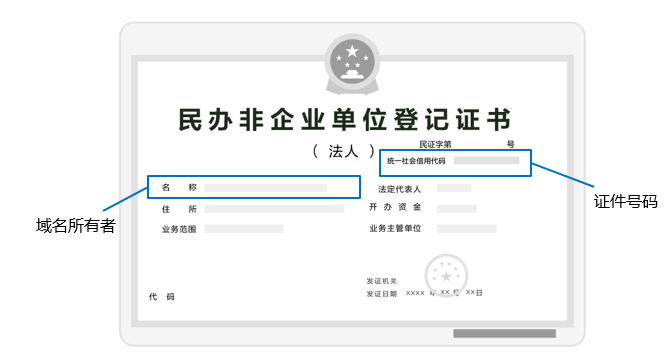 民办非企业单位登记证书
（ 法人 ）
民证字第 号
统一社会信用代码
名 称
法定代表人
住 所
开 办 资 金
业务范围
业务主管单位
域名所有者
证件号码
发证机关
发证日期 XXXX 年 XX 月 XX日
代 码